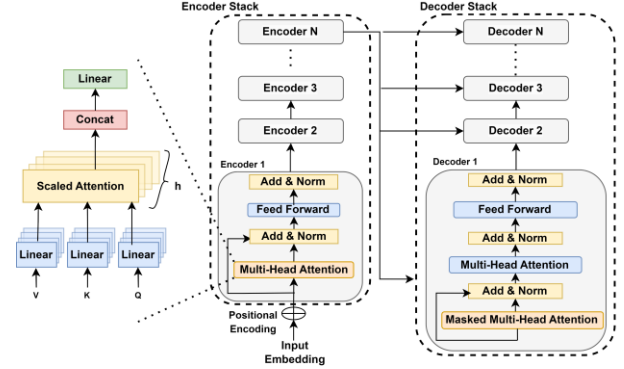 Encoder Stack
Decoder Stack
Linear
Concat
Scaled Attention
h
Linear
Linear
Linear
V
K
Q
Encoder N
Encoder 3
Encoder 2
Encoder 1
Add & Norm
Feed Forward
Add & Norm
Multi-Head Attention
Positional
Encoding
Input
Embedding
Decoder N
Decoder 3
Decoder 2
Decoder 1
Add & Norm
Feed Forward
Add & Norm
Multi-Head Attention
Add & Norm
Masked Multi-Head Attention